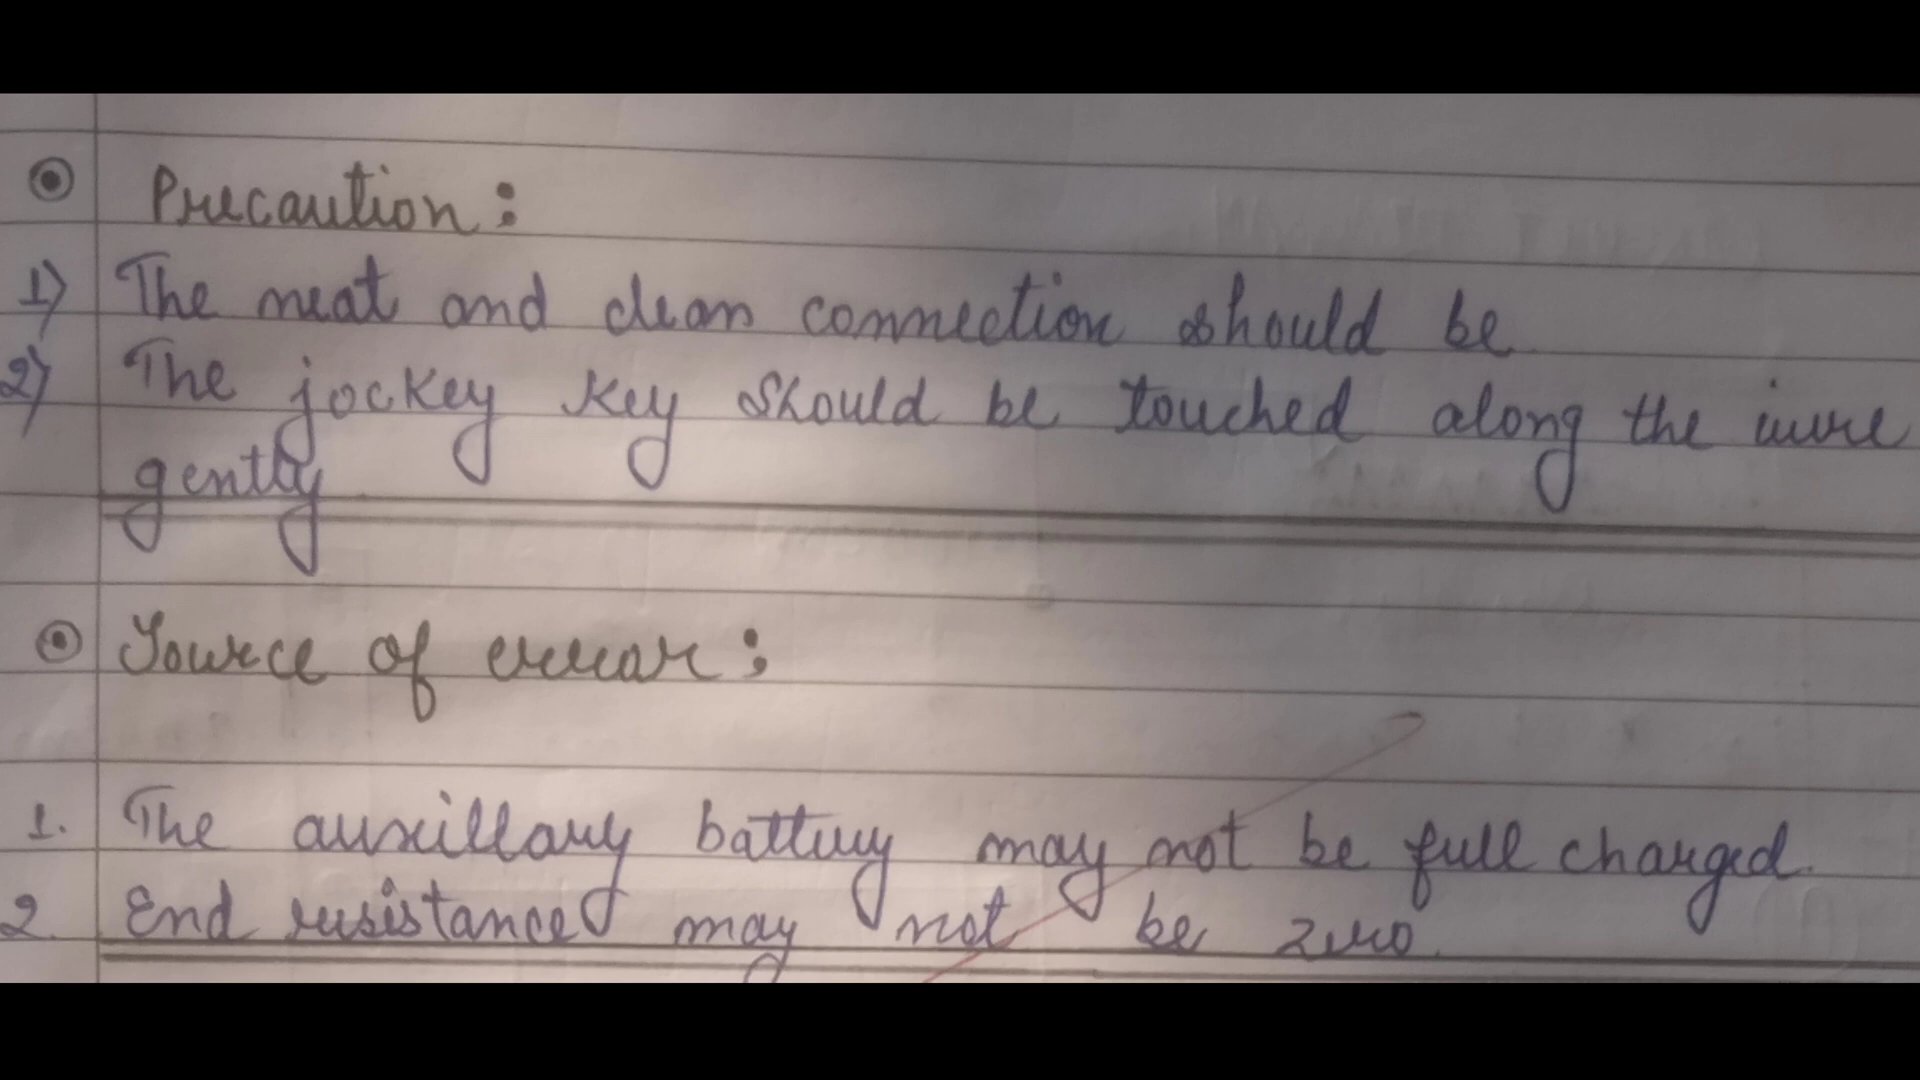 Precaution:
1) The neat and clean connection should be
2) The jockey key should be touched along the wire
gently
Source of error:
1. The auxillary battery may not be full charged.
2. End resistance may not be zero.